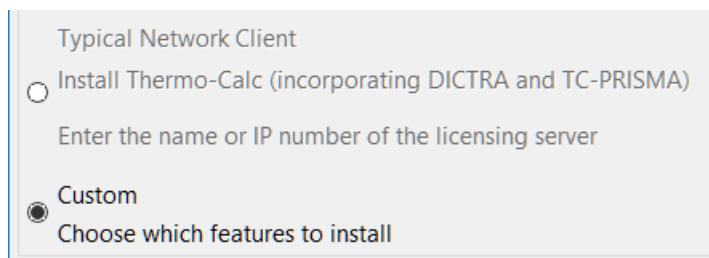 Typical Network Client
Install Thermo-Calc (incorporating DICTRA and TC-PRISMA)
Enter the name or IP number of the licensing server
Custom
Choose which features to install